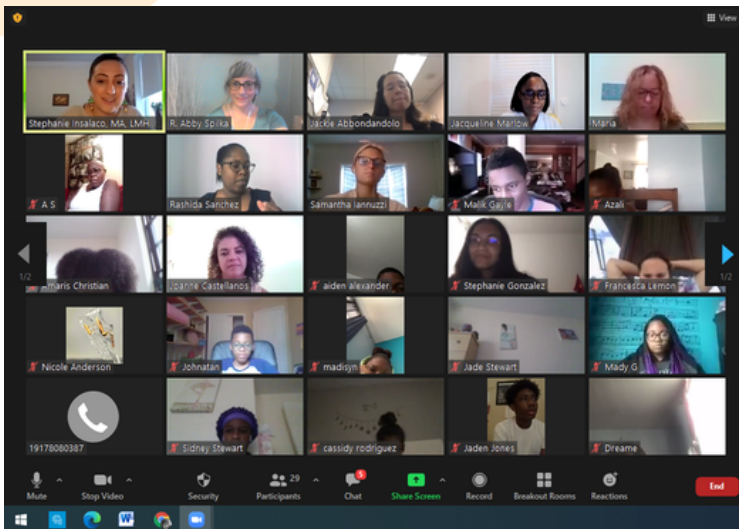 View
Stephanie Insalaco, MA, LMH,
R. Abby Spilka
Jackie Abbondandolo
Jacqueline Marlow
Maria
A S
Rashida Sanchez
Samantha Iannuzzi
Malik Gayle
Azali
1/2
amaris Christian
Joanne Castellanos
aiden alexander
Stephanie Gonzalez
Francesca Lemon
1/2
Nicole Anderson
Johnatan
madisyn
Jade Stewart
Mady G
19178080387
Sidney Stewart
cassidy rodriguez
Jaden Jones
Dreame
Mute
Stop Video
Security
29
Participants
5
Chat
Share Screen
Record
Breakout Rooms
Reactions
End